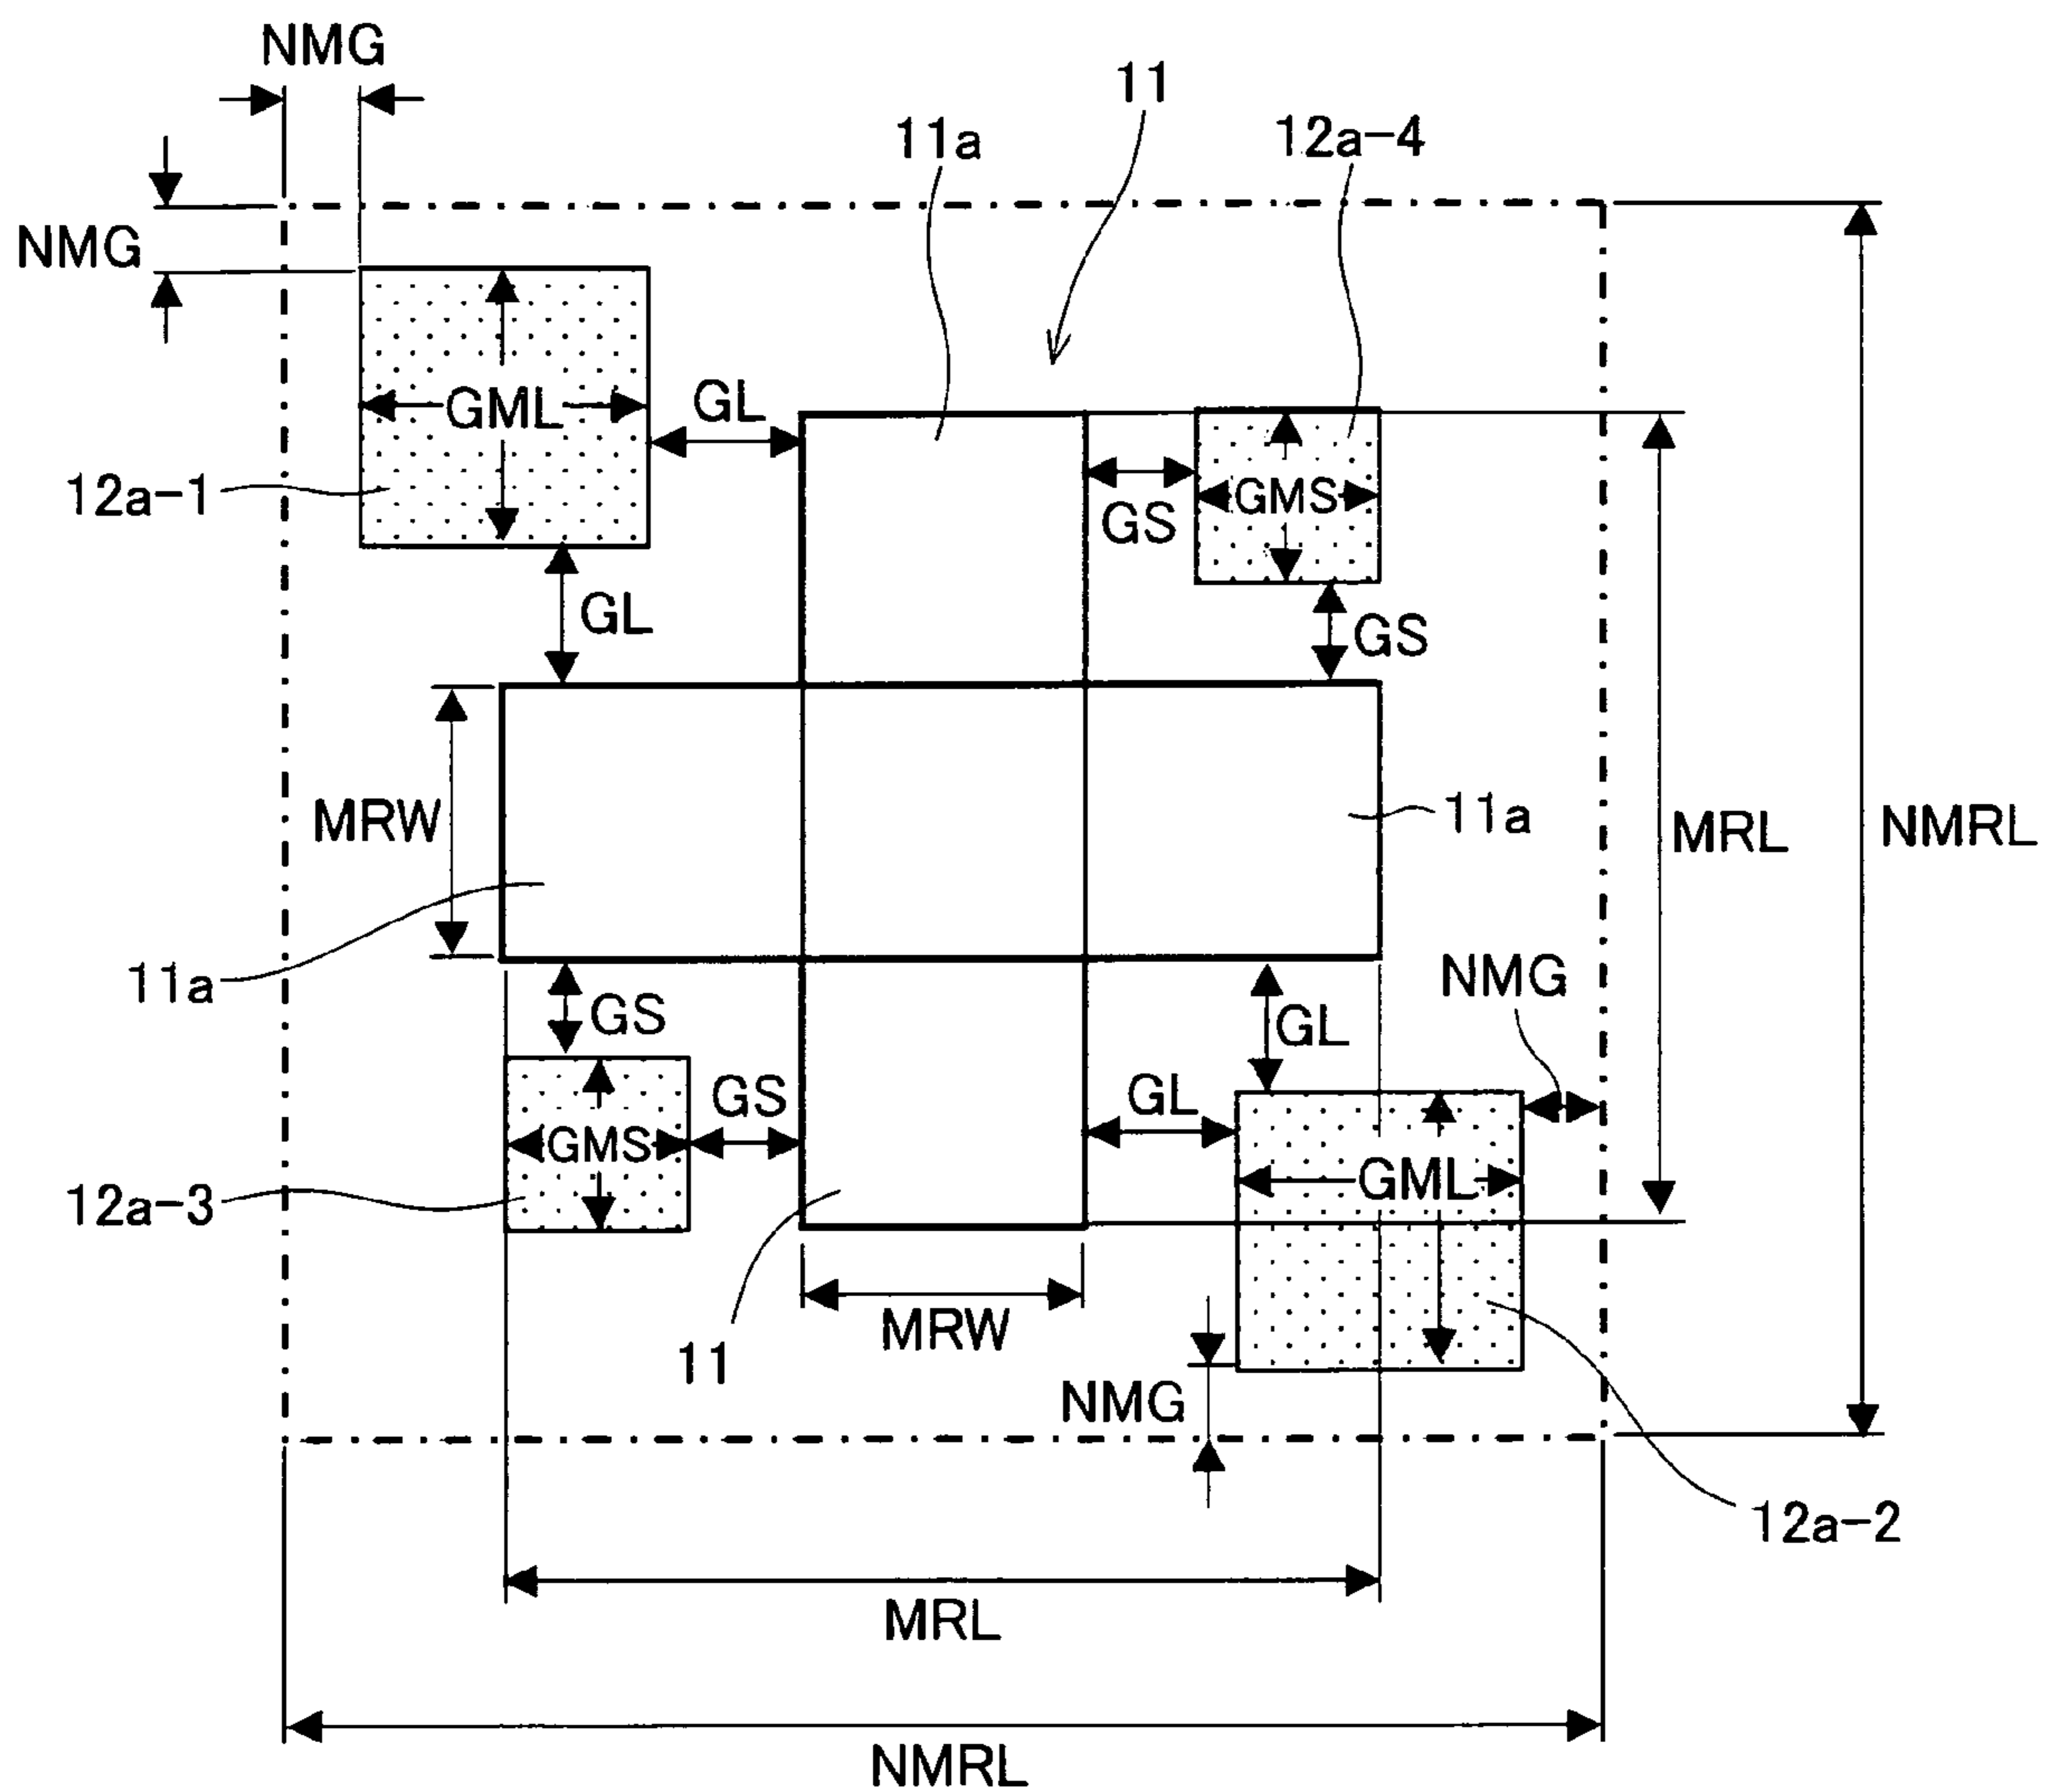 NMG
11
11a
12a-4
NMG
GL
GML
12a-1
GS
GMS
GL
GS
MRW
11a
MRL
NMRL
11a
NMG
GS
GL
GS
GL
GMS
GML
12a-3
MRW
11
NMG
12a-2
MRL
NMRL